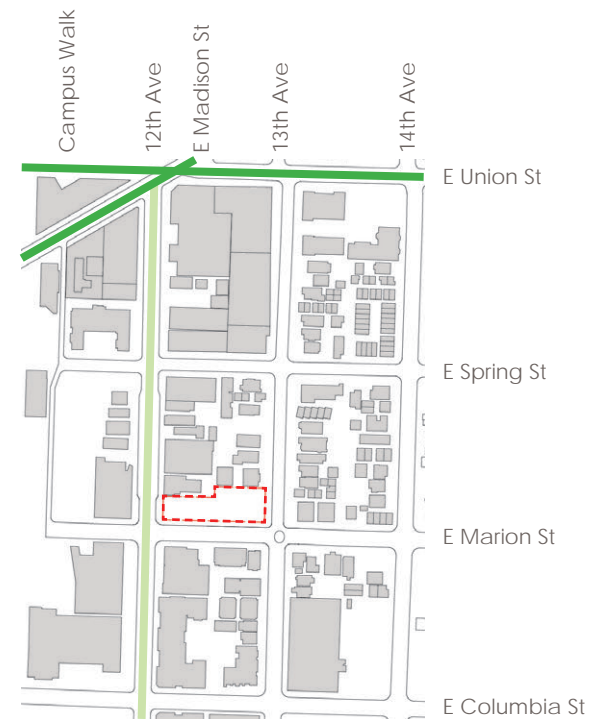 Campus Walk
12th Ave
E Madison St
13th Ave
14th Ave
E Union St
E Spring St
E Marion St
E Columbia St